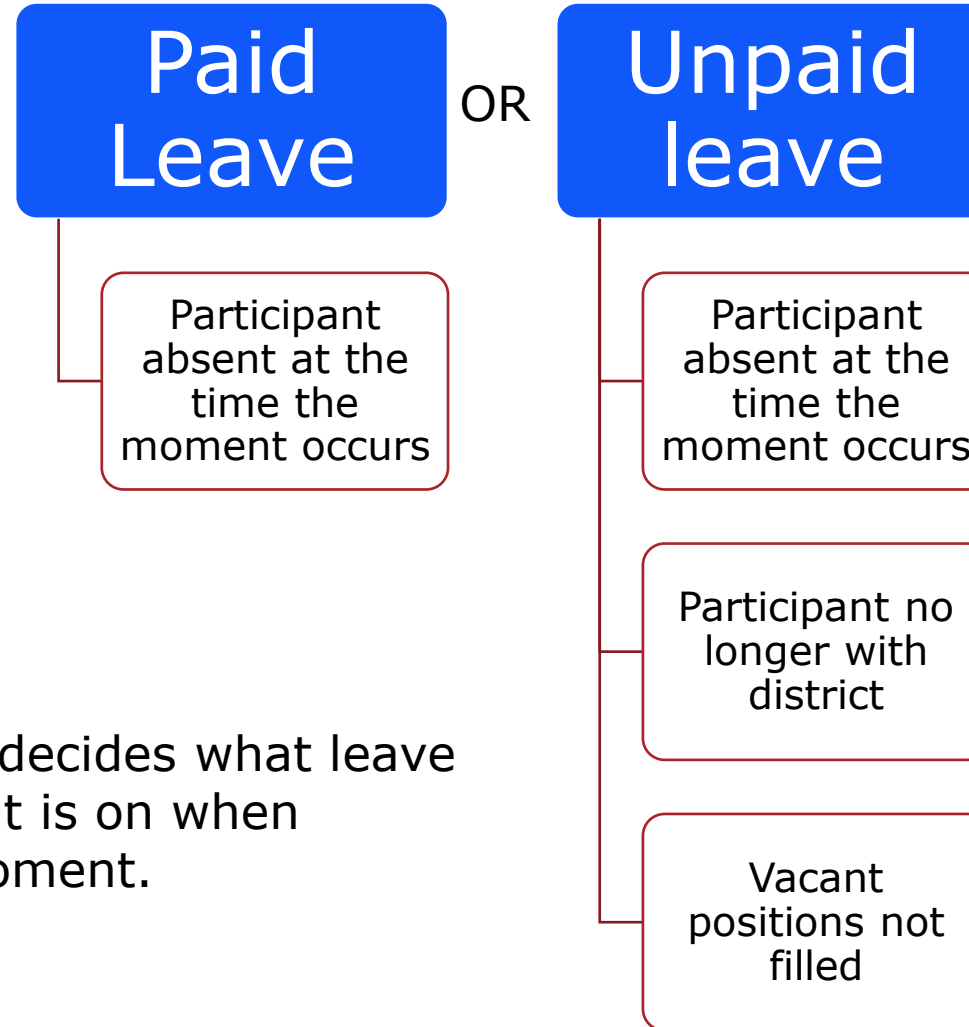 Paid
Leave
OR
Unpaid
leave
Participant
absent at the
time the
moment occurs
Participant
absent at the
time the
moment occurs
Participant no
longer with
district
decides what leave
t is on when
oment.
Vacant
positions not
filled